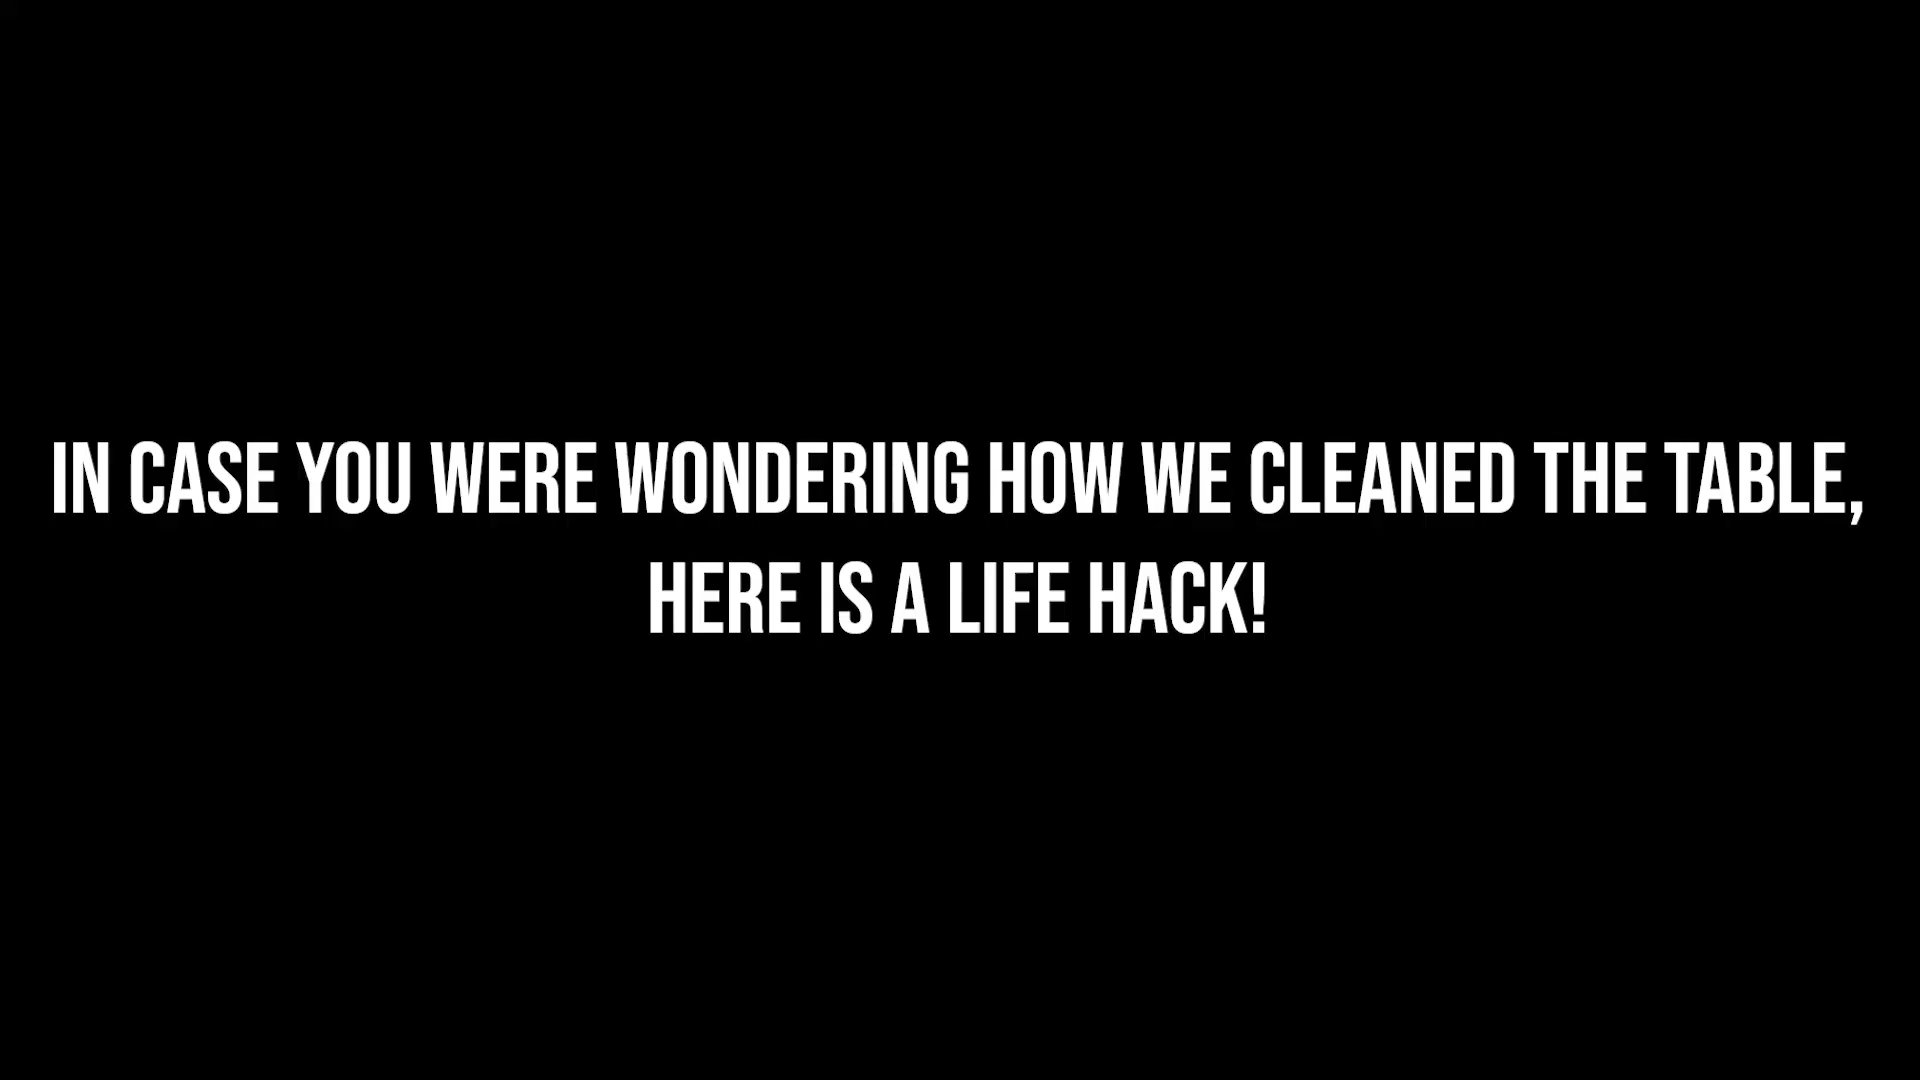 IN CASE YOU WERE WONDERING HOW WE CLEANED THE TABLE,
HERE IS A LIFE HACK!